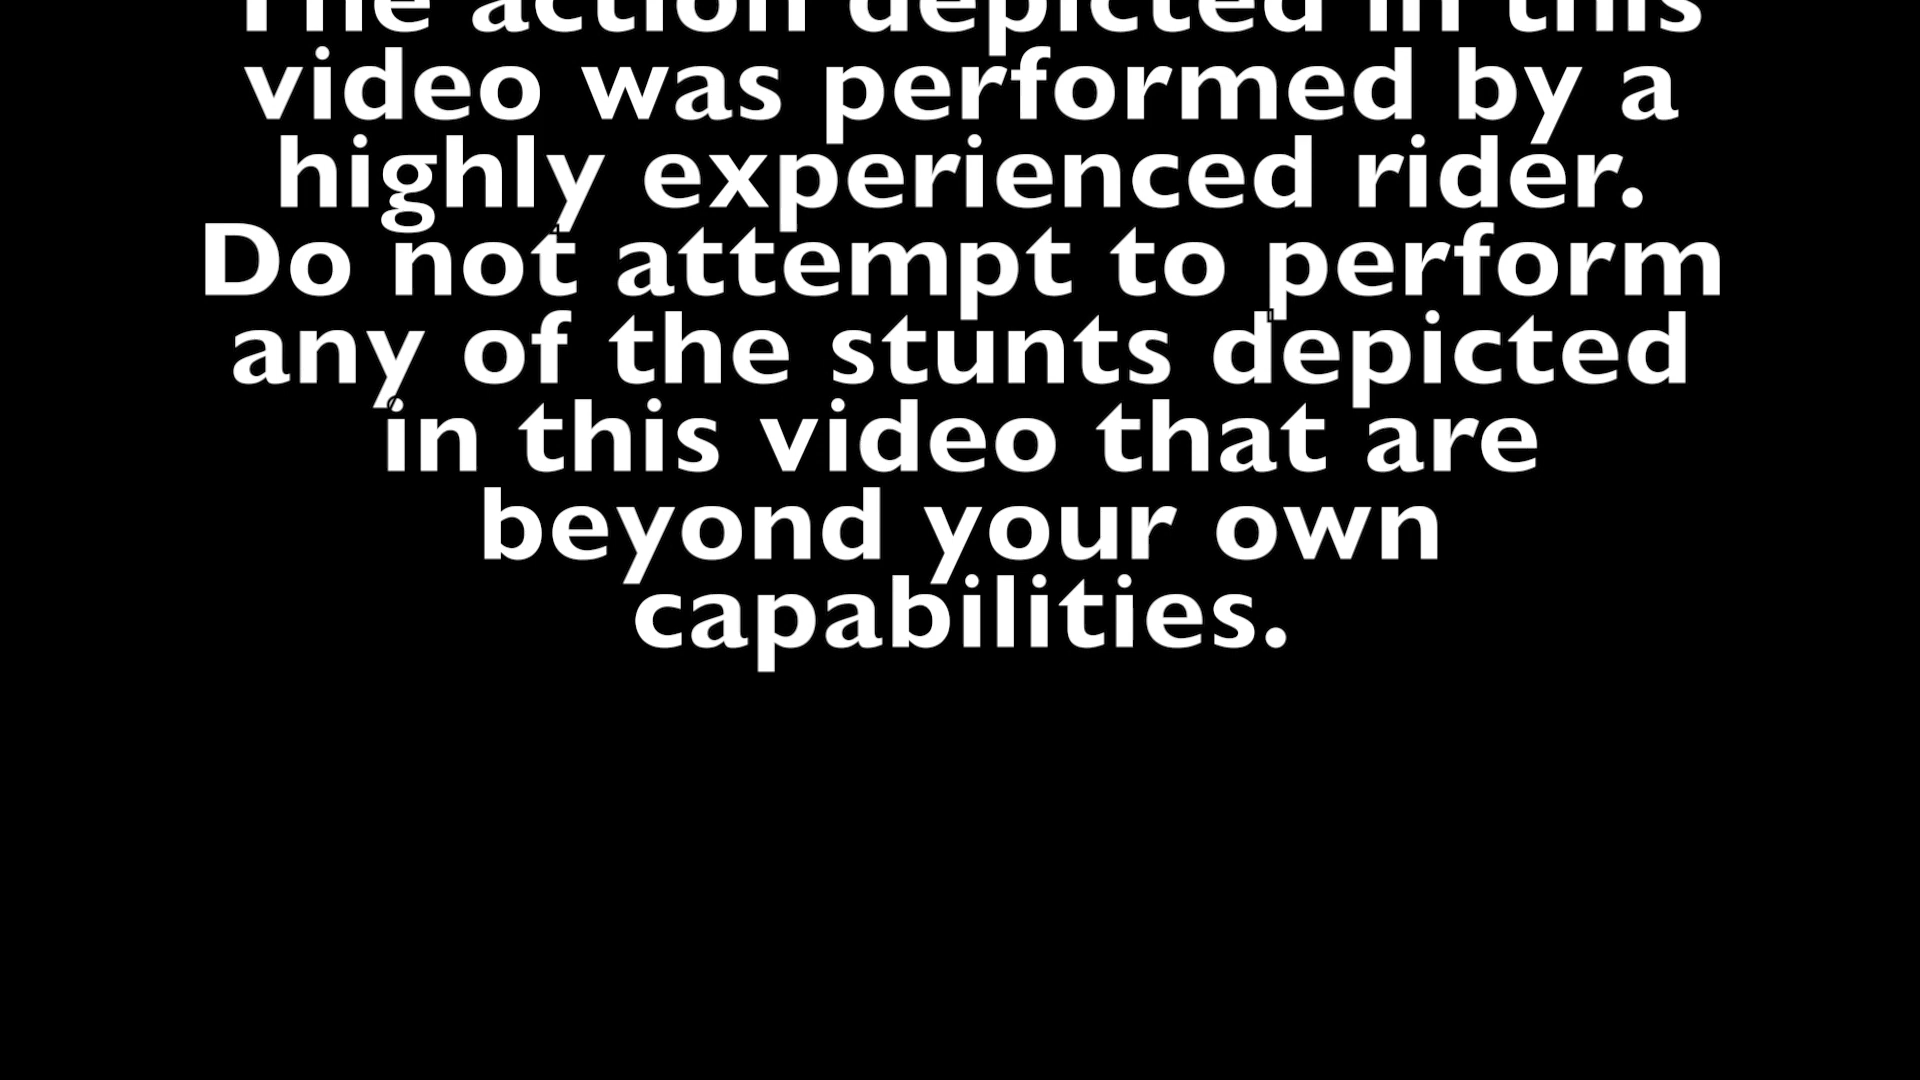 The action depicted in this
video was performed by a
highly experienced rider.
Do not attempt to perform
any of the stunts depicted
in this video that are
beyond your own
capabilities.